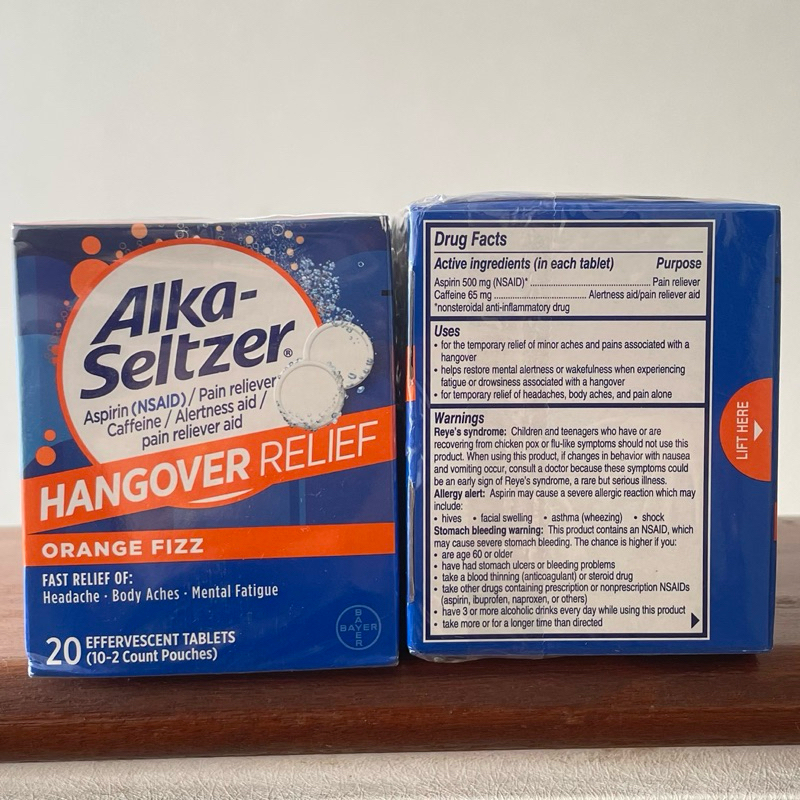 Alka-
Seltzer®
Aspirin (NSAID) / Pain reliever
Caffeine / Alertness aid /
pain reliever aid
HANGOVER RELIEF
ORANGE FIZZ
FAST RELIEF OF:
Headache · Body Aches · Mental Fatigue
20 EFFERVESCENT TABLETS
(10-2 Count Pouches)
BAYER
BAYER
Drug Facts
Active ingredients (in each tablet) Purpose
Aspirin 500 mg (NSAID)* ........ Pain reliever
Caffeine 65 mg ........ Alertness aid/pain reliever aid
*nonsteroidal anti-inflammatory drug
Uses
• for the temporary relief of minor aches and pains associated with a
hangover
• helps restore mental alertness or wakefulness when experiencing
fatigue or drowsiness associated with a hangover
• for temporary relief of headaches, body aches, and pain alone
Warnings
Reye's syndrome: Children and teenagers who have or are
recovering from chicken pox or flu-like symptoms should not use this
product. When using this product, if changes in behavior with nausea
and vomiting occur, consult a doctor because these symptoms could
be an early sign of Reye's syndrome, a rare but serious illness.
Allergy alert: Aspirin may cause a severe allergic reaction which may
include:
• hives • facial swelling • asthma (wheezing) • shock
Stomach bleeding warning: This product contains an NSAID, which
may cause severe stomach bleeding. The chance is higher if you:
• are age 60 or older
• have had stomach ulcers or bleeding problems
• take a blood thinning (anticoagulant) or steroid drug
• take other drugs containing prescription or nonprescription NSAIDs
(aspirin, ibuprofen, naproxen, or others)
• have 3 or more alcoholic drinks every day while using this product
• take more or for a longer time than directed
LIFT HERE